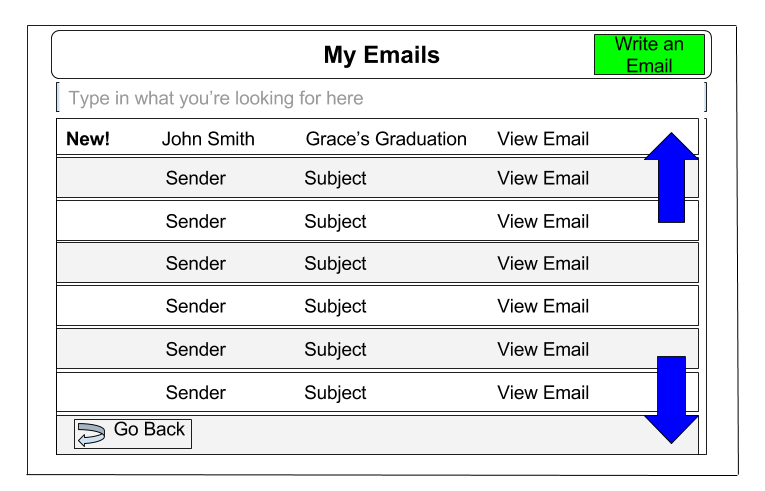 My Emails
Write an
Email
Type in what you're looking for here
New! John Smith Grace's Graduation View Email
Sender Subject View Email
Sender Subject View Email
Sender Subject View Email
Sender Subject View Email
Sender Subject View Email
Sender Subject View Email
Go Back